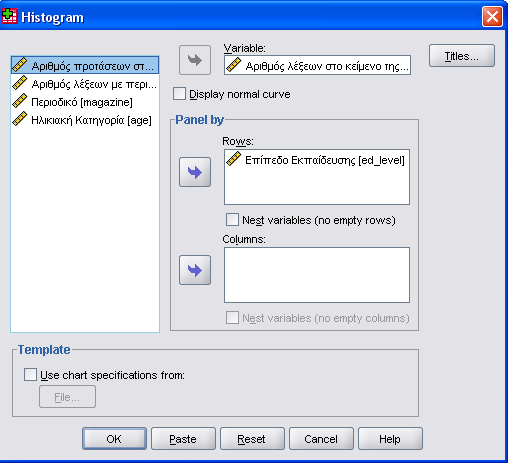 Histogram
Αριθμός προτάσεων στ...
Αριθμός λέξεων με περι...
Περιοδικό [magazine]
Ηλικιακή Κατηγορία [age]
Variable:
Αριθμός λέξεων στο κείμενο της...
Titles...
Display normal curve
Panel by
Rows:
Επίπεδο Εκπαίδευσης [ed_level]
Nest variables (no empty rows)
Columns:
Nest variables (no empty columns)
Template
Use chart specifications from:
File...
OK
Paste
Reset
Cancel
Help